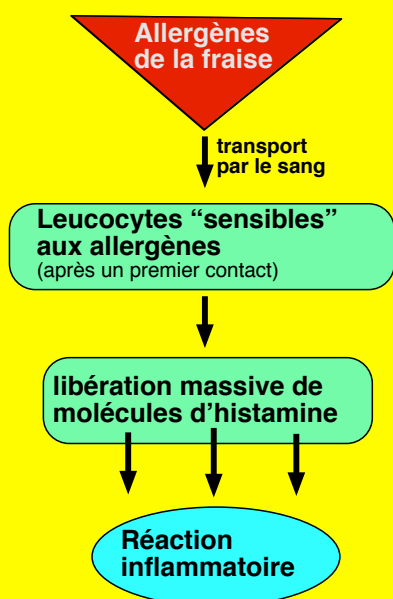 Allergènes
de la fraise
transport
par le sang
Leucocytes “sensibles”
aux allergènes
(après un premier contact)
libération massive de
molécules d’histamine
Réaction
inflammatoire